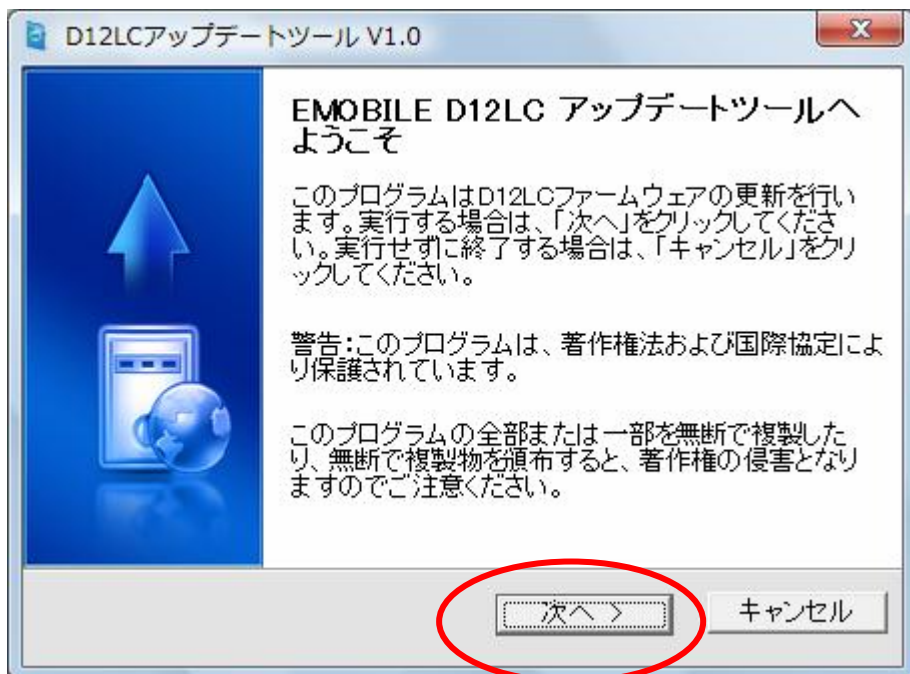 D12LCアップデートツール V1.0
EMOBILE D12LC アップデートツールへ
ようこそ
このプログラムはD12LCファームウェアの更新を行い
ます。実行する場合は、「次へ」をクリックしてくださ
い。実行せずに終了する場合は、「キャンセル」をクリ
ックしてください。
警告:このプログラムは、著作権法および国際協定によ
り保護されています。
このプログラムの全部または一部を無断で複製した
り、無断で複製物を頒布すると、著作権の侵害となり
ますのでご注意ください。
次へ >
キャンセル